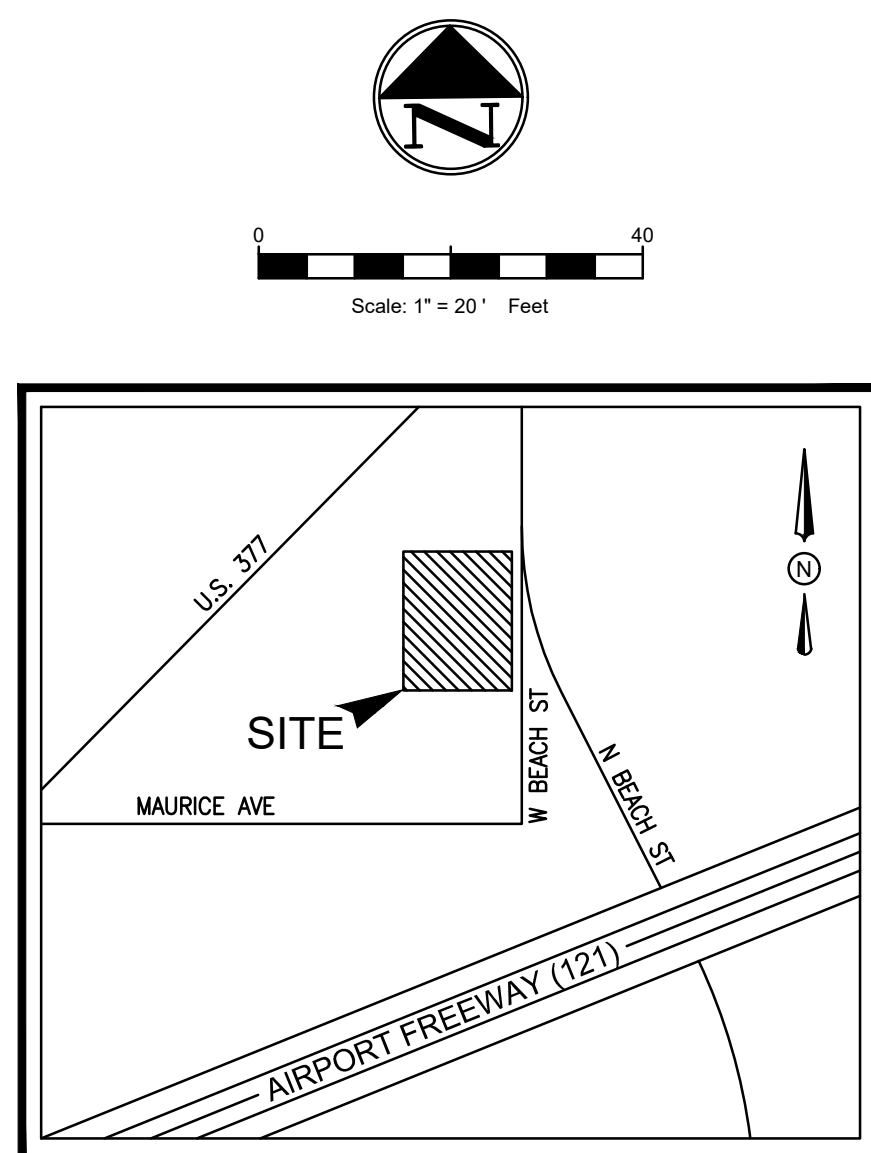 N
0 40
Scale: 1" = 20 ' Feet
N
U.S. 377
SITE
W BEACH ST
N BEACH ST
MAURICE AVE
AIRPORT FREEWAY (121)